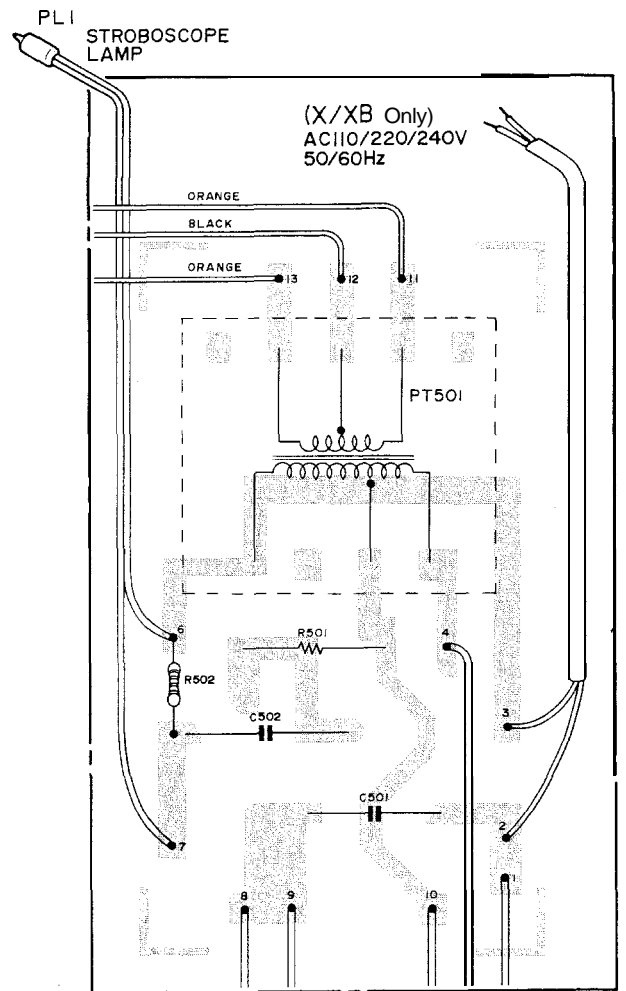 PL1
STROBOSCOPE
LAMP
(X/XB Only)
AC110/220/240V
50/60Hz
ORANGE
BLACK
ORANGE
13
12
11
PT501
6
R501
4
R502
C502
3
C501
2
7
1
8
9
10